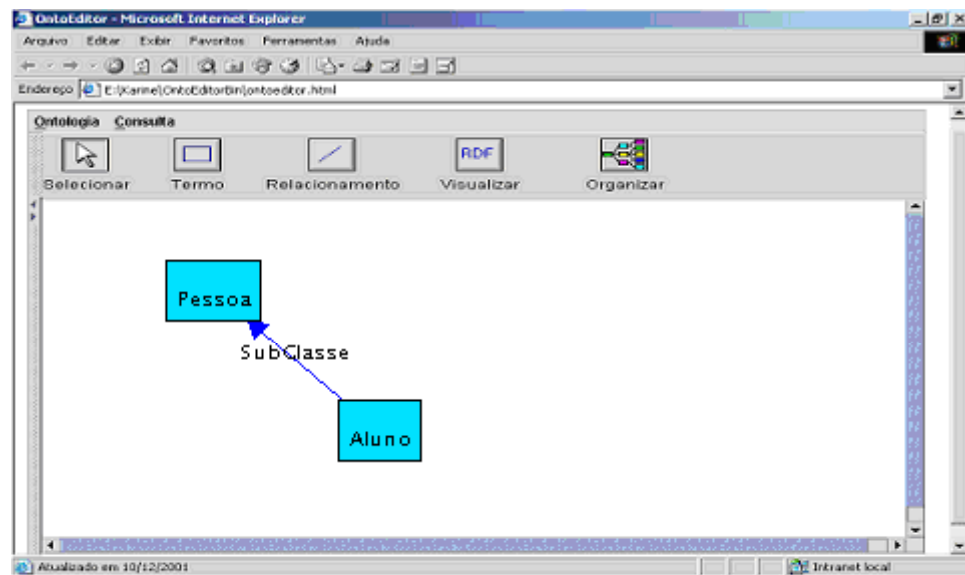 OntoEditor - Microsoft Internet Explorer
Arquivo Editar Exibir Favoritos Ferramentas Ajuda
Endereço E:\Karine\OntoEditorBin\ontoeditor.html
Ontologia Consulta
RDF
Selecionar Termo Relacionamento Visualizar Organizar
Pessoa
SubClasse
Aluno
Atualizado em 10/12/2001 Intranet local